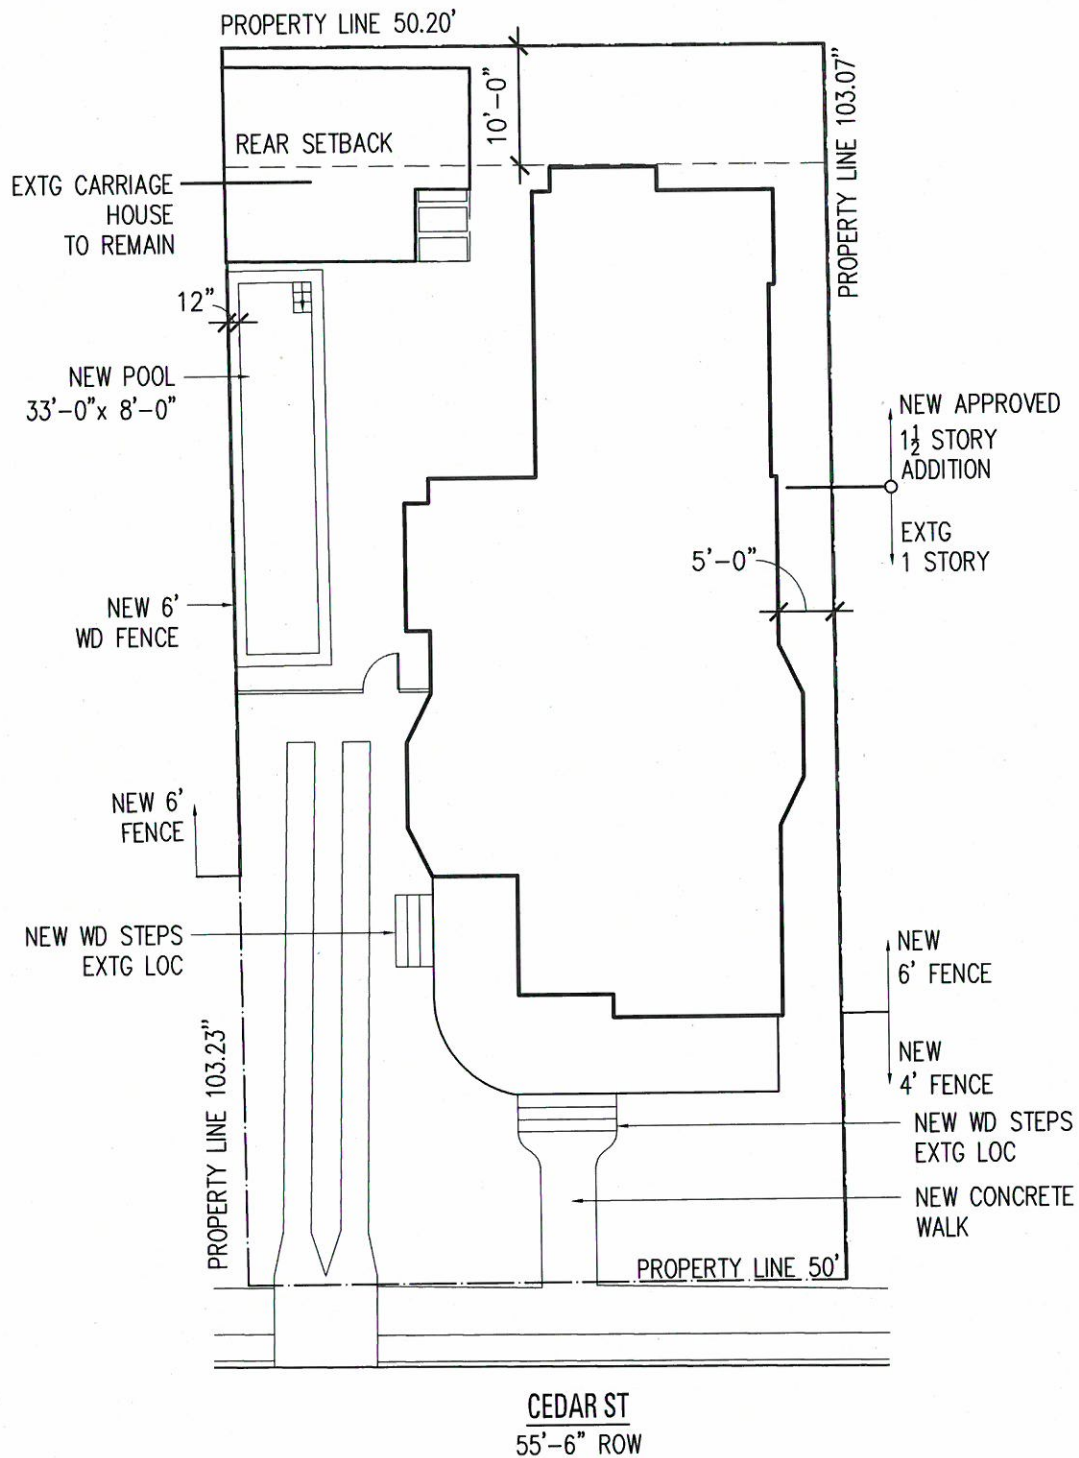 PROPERTY LINE 50.20'
10'-0"
PROPERTY LINE 103.07"
REAR SETBACK
EXTG CARRIAGE
HOUSE
TO REMAIN
12"
NEW POOL
33'-0"x 8'-0"
NEW APPROVED
1½ STORY
ADDITION
EXTG
1 STORY
5'-0"
NEW 6'
WD FENCE
NEW 6'
FENCE
NEW WD STEPS
EXTG LOC
NEW
6' FENCE
NEW
4' FENCE
PROPERTY LINE 103.23"
NEW WD STEPS
EXTG LOC
NEW CONCRETE
WALK
PROPERTY LINE 50'
CEDAR ST
55'-6" ROW